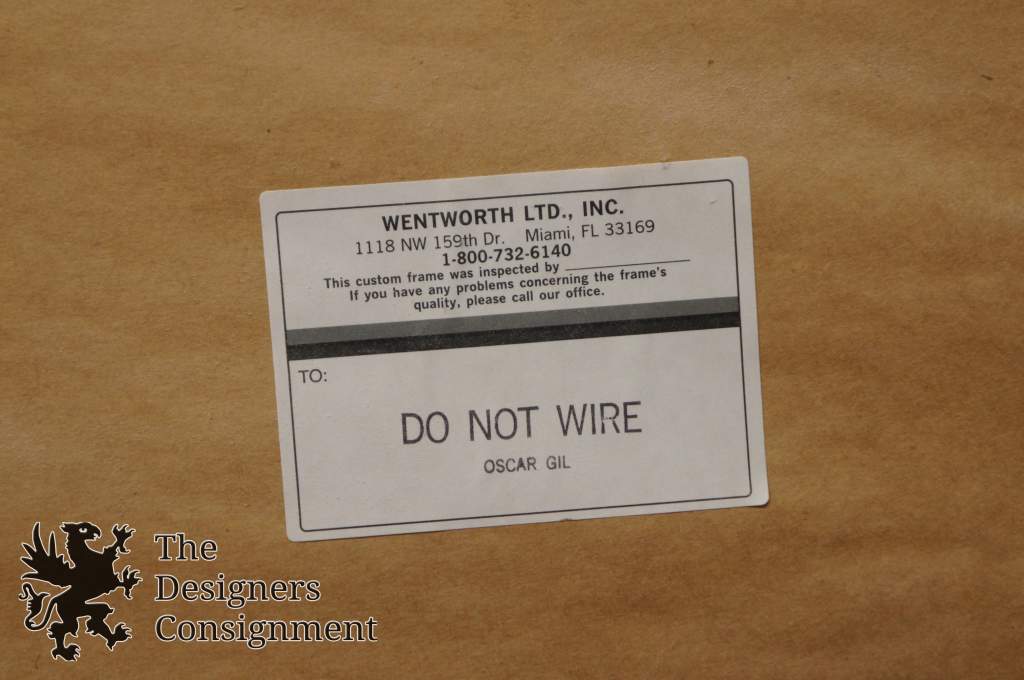 WENTWORTH LTD., INC.
1118 NW 159th Dr. Miami, FL 33169
1-800-732-6140
This custom frame was inspected by
If you have any problems concerning the frame's
quality, please call our office.
TO:
DO NOT WIRE
OSCAR GIL
The
Designers
Consignment